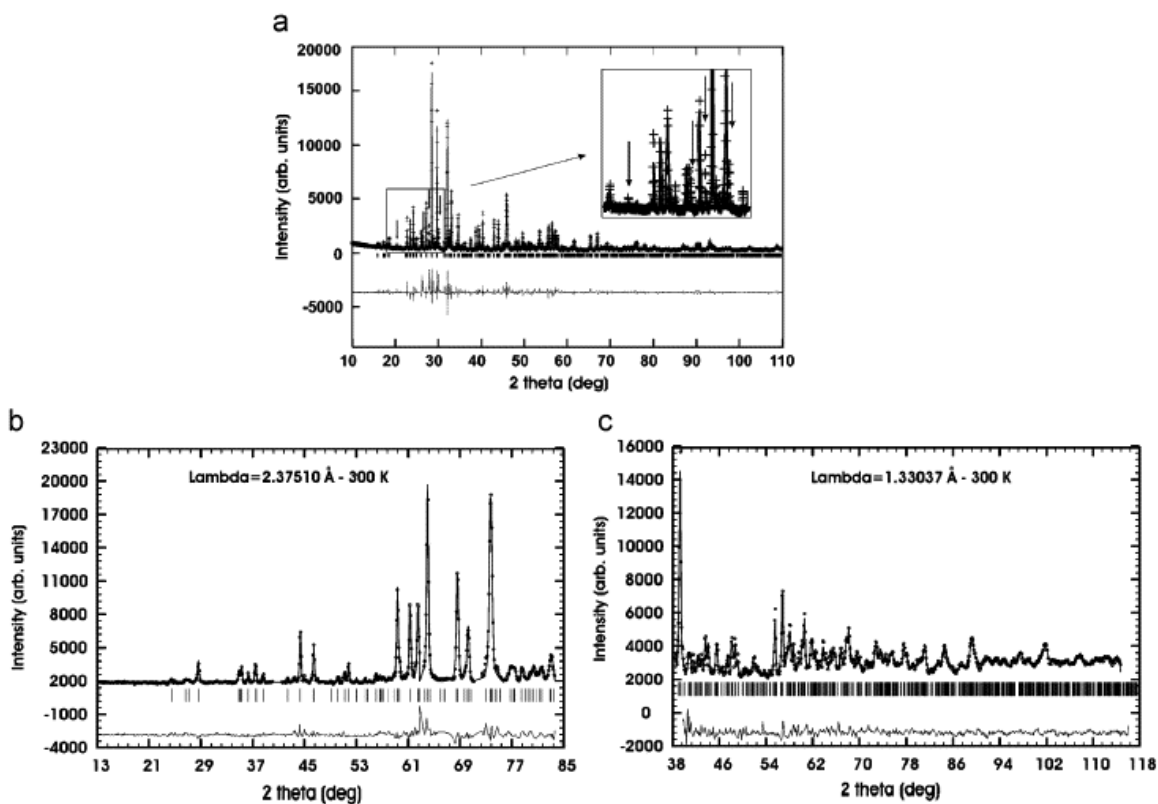 a
20000
15000
10000
5000
0
-5000
Intensity (arb. units)
10 20 30 40 50 60 70 80 90 100 110
2 theta (deg)
b
23000
20000
17000
14000
11000
8000
5000
2000
-1000
-4000
Intensity (arb. units)
Lambda=2.37510 Å - 300 K
13 21 29 37 45 53 61 69 77 85
2 theta (deg)
c
16000
14000
12000
10000
8000
6000
4000
2000
0
-2000
Intensity (arb. units)
Lambda=1.33037 Å - 300 K
38 46 54 62 70 78 86 94 102 110 118
2 theta (deg)